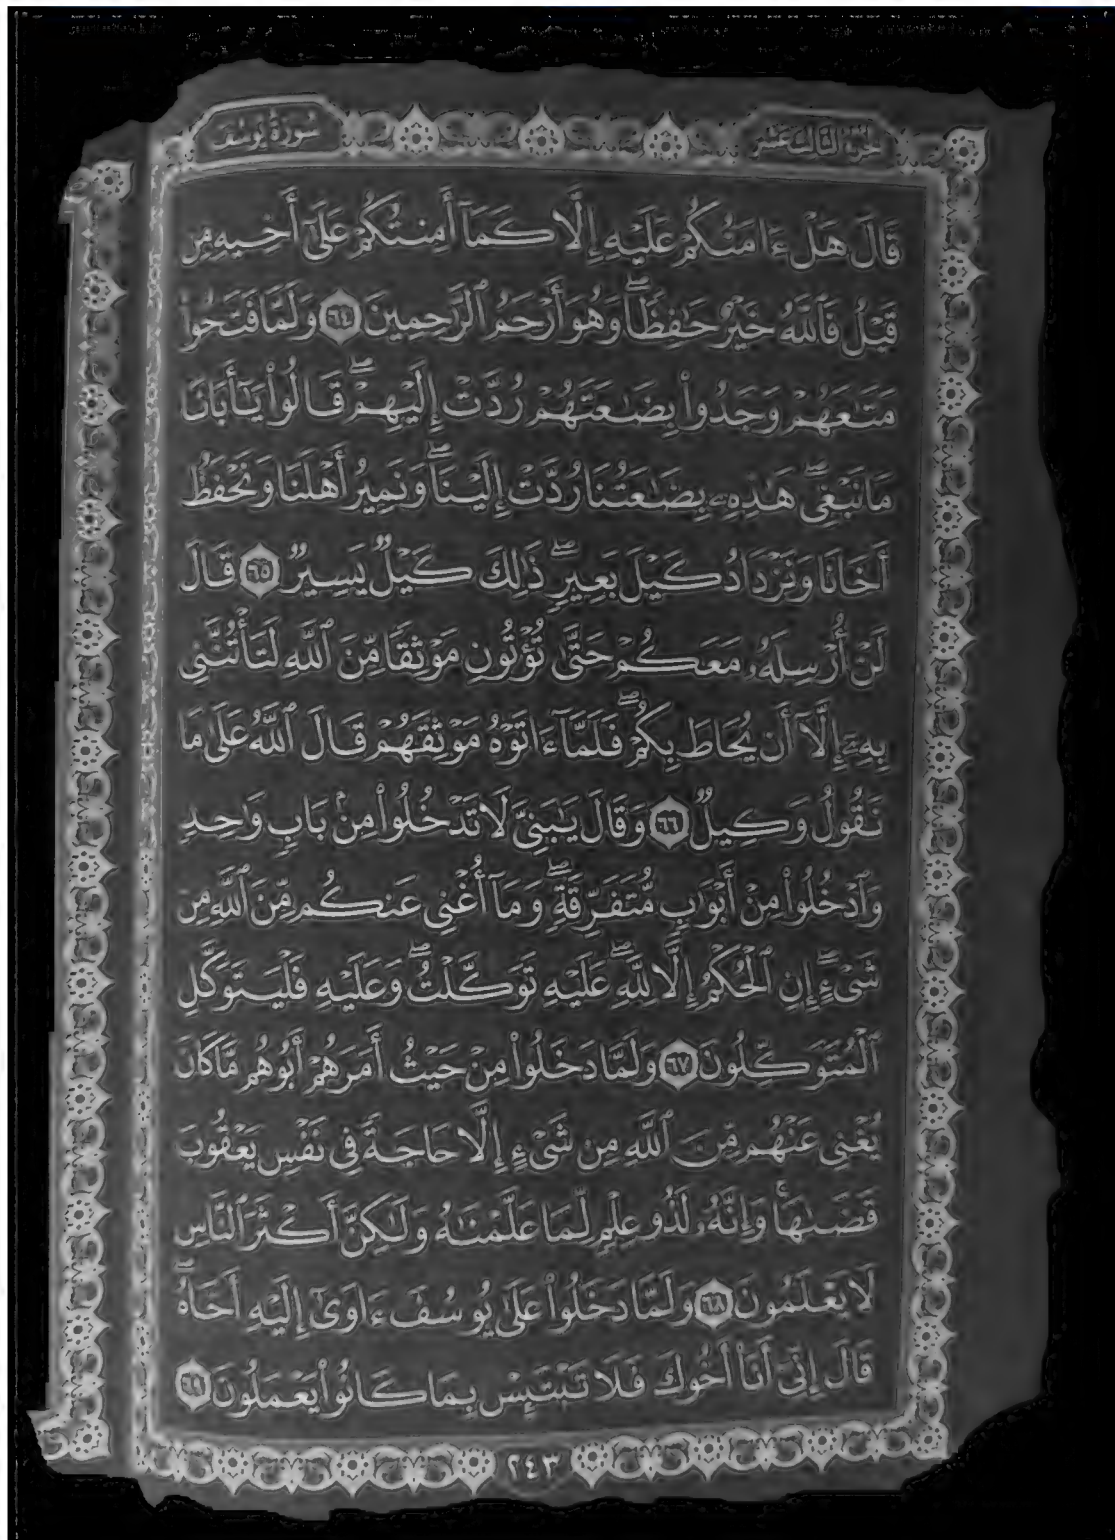 الجزء الثالث عشر
سورة يوسف
قَالَ هَلْ ءَامَنُكُمْ عَلَيْهِ إِلَّا كَمَآ أَمِنتُكُمْ عَلَىٰٓ أَخِيهِ مِن
قَبْلُ فَٱللَّهُ خَيْرٌ حَٰفِظًا ۖ وَهُوَ أَرْحَمُ ٱلرَّٰحِمِينَ ٦٤ وَلَمَّا فَتَحُوا۟
مَتَٰعَهُمْ وَجَدُوا۟ بِضَٰعَتَهُمْ رُدَّتْ إِلَيْهِمْ ۖ قَالُوا۟ يَٰٓأَبَانَا
مَا نَبْغِى ۖ هَٰذِهِۦ بِضَٰعَتُنَا رُدَّتْ إِلَيْنَا ۖ وَنَمِيرُ أَهْلَنَا وَنَحْفَظُ
أَخَانَا وَنَزْدَادُ كَيْلَ بَعِيرٍ ۖ ذَٰلِكَ كَيْلٌ يَسِيرٌ ٦٥ قَالَ
لَنْ أُرْسِلَهُۥ مَعَكُمْ حَتَّىٰ تُؤْتُونِ مَوْثِقًا مِّنَ ٱللَّهِ لَتَأْتُنَّنِى
بِهِۦٓ إِلَّآ أَن يُحَاطَ بِكُمْ ۖ فَلَمَّآ ءَاتَوْهُ مَوْثِقَهُمْ قَالَ ٱللَّهُ عَلَىٰ مَا
نَقُولُ وَكِيلٌ ٦٦ وَقَالَ يَٰبَنِىَّ لَا تَدْخُلُوا۟ مِنۢ بَابٍ وَٰحِدٍ
وَٱدْخُلُوا۟ مِنْ أَبْوَٰبٍ مُّتَفَرِّقَةٍ ۖ وَمَآ أُغْنِى عَنكُم مِّنَ ٱللَّهِ مِن
شَىْءٍ ۖ إِنِ ٱلْحُكْمُ إِلَّا لِلَّهِ ۖ عَلَيْهِ تَوَكَّلْتُ ۖ وَعَلَيْهِ فَلْيَتَوَكَّلِ
ٱلْمُتَوَكِّلُونَ ٦٧ وَلَمَّا دَخَلُوا۟ مِنْ حَيْثُ أَمَرَهُمْ أَبُوهُم مَّا كَانَ
يُغْنِى عَنْهُم مِّنَ ٱللَّهِ مِن شَىْءٍ إِلَّا حَاجَةً فِى نَفْسِ يَعْقُوبَ
قَضَىٰهَا ۚ وَإِنَّهُۥ لَذُو عِلْمٍ لِّمَا عَلَّمْنَٰهُ وَلَٰكِنَّ أَكْثَرَ ٱلنَّاسِ
لَا يَعْلَمُونَ ٦٨ وَلَمَّا دَخَلُوا۟ عَلَىٰ يُوسُفَ ءَاوَىٰٓ إِلَيْهِ أَخَاهُ ۖ
قَالَ إِنِّىٓ أَنَا۠ أَخُوكَ فَلَا تَبْتَئِسْ بِمَا كَانُوا۟ يَعْمَلُونَ ٦٩
٢٤٣